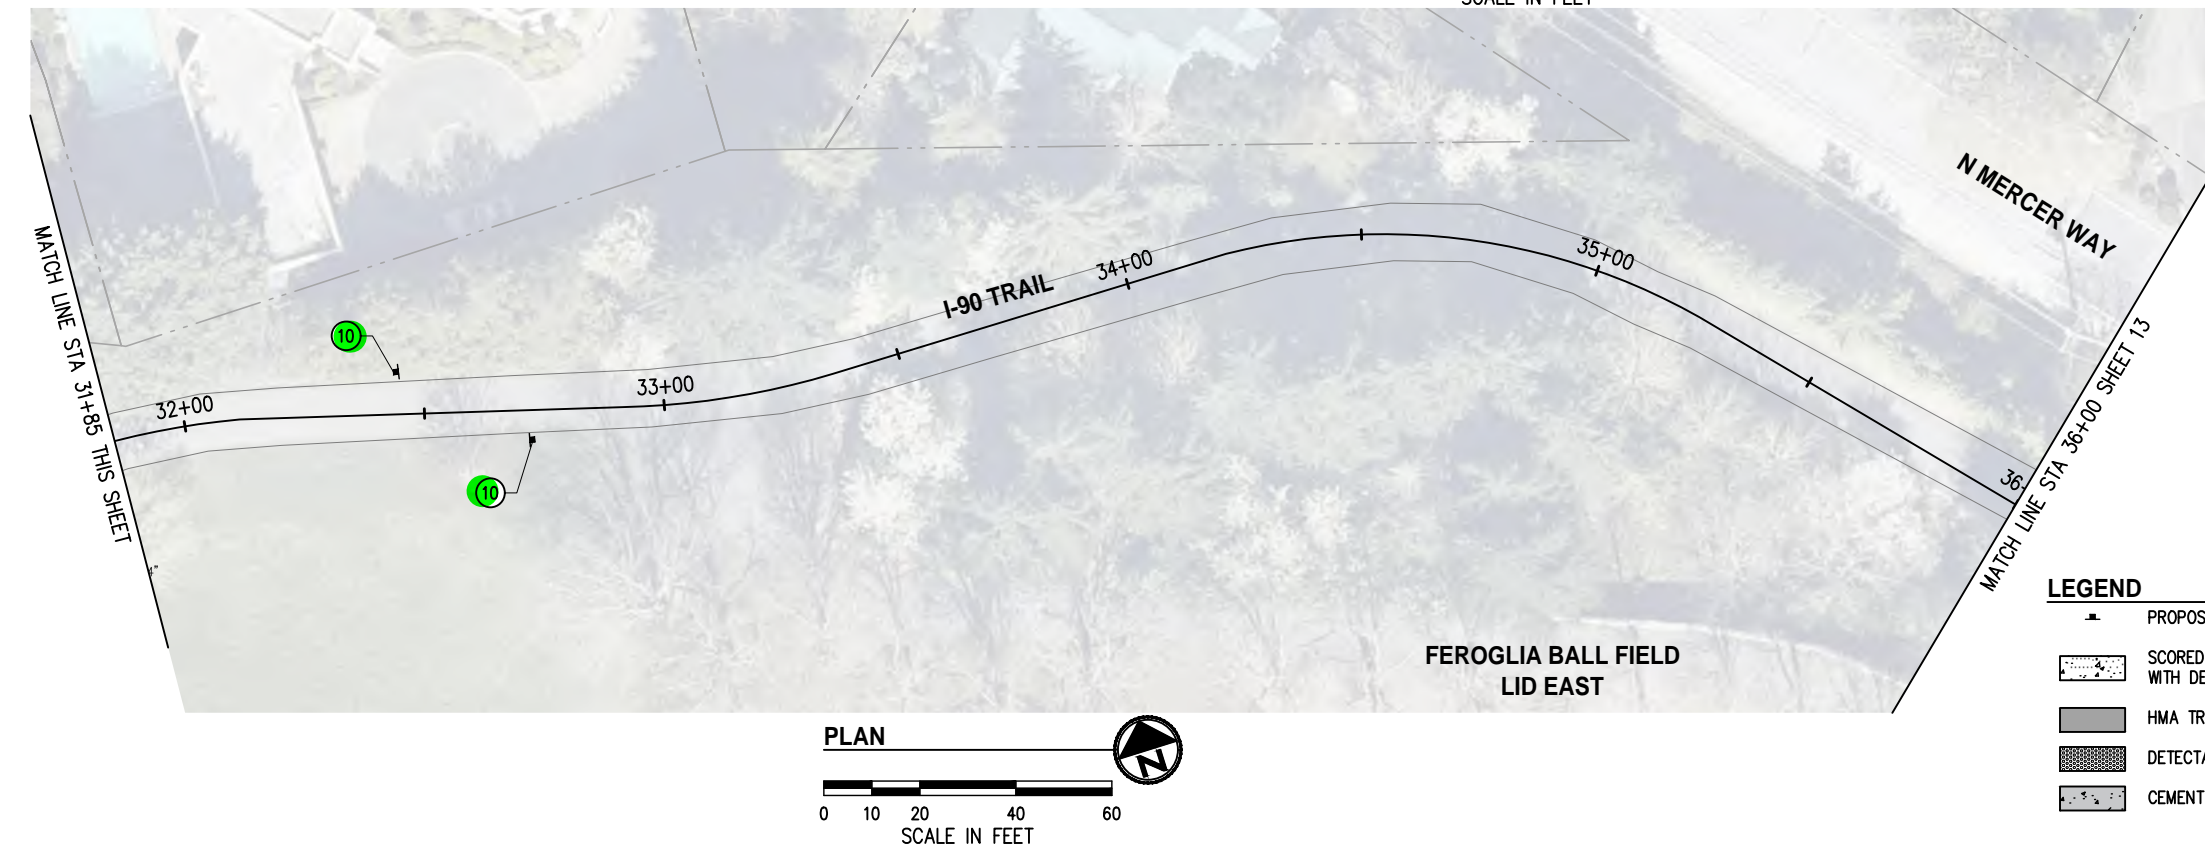 SCALE IN FEET
N MERCER WAY
35+00
34+00
I-90 TRAIL
MATCH LINE STA 31+85 THIS SHEET
10
33+00
32+00
10
36+
MATCH LINE STA 36+00 SHEET 13
4"
LEGEND
PROPOS
SCORED
WITH DE
HMA TR
DETECTA
CEMENT
FEROGLIA BALL FIELD
LID EAST
PLAN
N
0 10 20 40 60
SCALE IN FEET